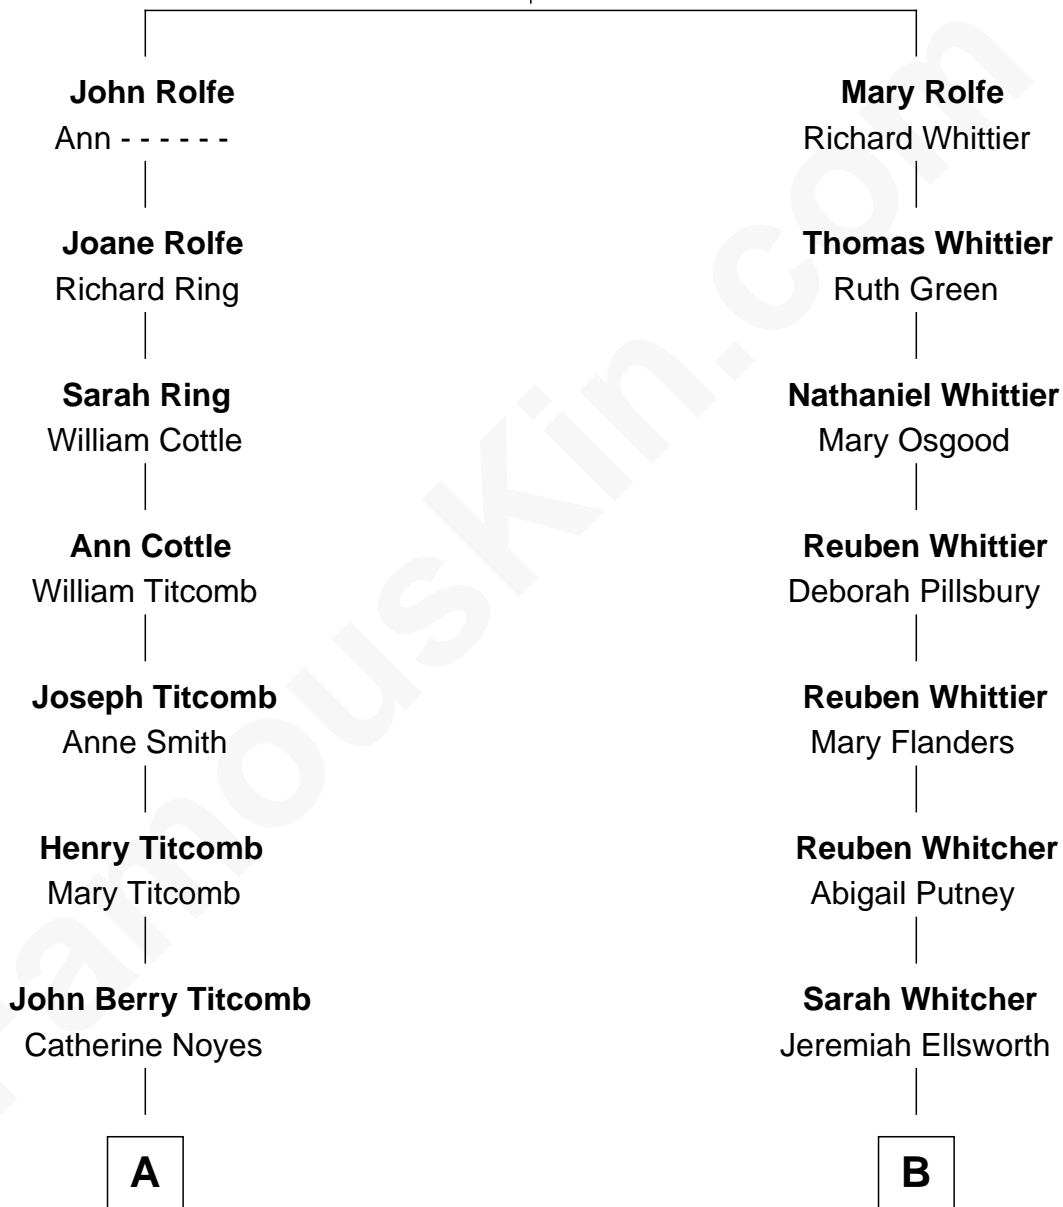 John Rolfe
Ann - - - - - -
Joane Rolfe
Richard Ring
Sarah Ring
William Cottle
Ann Cottle
William Titcomb
Joseph Titcomb
Anne Smith
Henry Titcomb
Mary Titcomb
John Berry Titcomb
Catherine Noyes
A
Mary Rolfe
Richard Whittier
Thomas Whittier
Ruth Green
Nathaniel Whittier
Mary Osgood
Reuben Whittier
Deborah Pillsbury
Reuben Whittier
Mary Flanders
Reuben Whitcher
Abigail Putney
Sarah Whitcher
Jeremiah Ellsworth
B
FamousKin.com